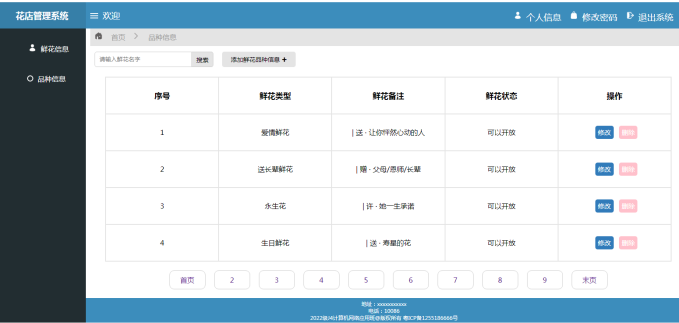 花店管理系统 欢迎 个人信息 修改密码 退出系统
鲜花信息
品种信息
首页 > 品种信息
请输入鲜花名字 搜索 添加鲜花品种信息 +
序号 鲜花类型 鲜花备注 鲜花状态 操作
1 爱情鲜花 | 送 · 让你怦然心动的人 可以开放 修改 删除
2 送长辈鲜花 | 赠 · 父母/恩师/长辈 可以开放 修改 删除
3 永生花 | 许 · 她一生承诺 可以开放 修改 删除
4 生日鲜花 | 送 · 寿星的花 可以开放 修改 删除
首页 2 3 4 5 6 7 8 9 末页
地址：xxxxxxxxxxx
电话：10086